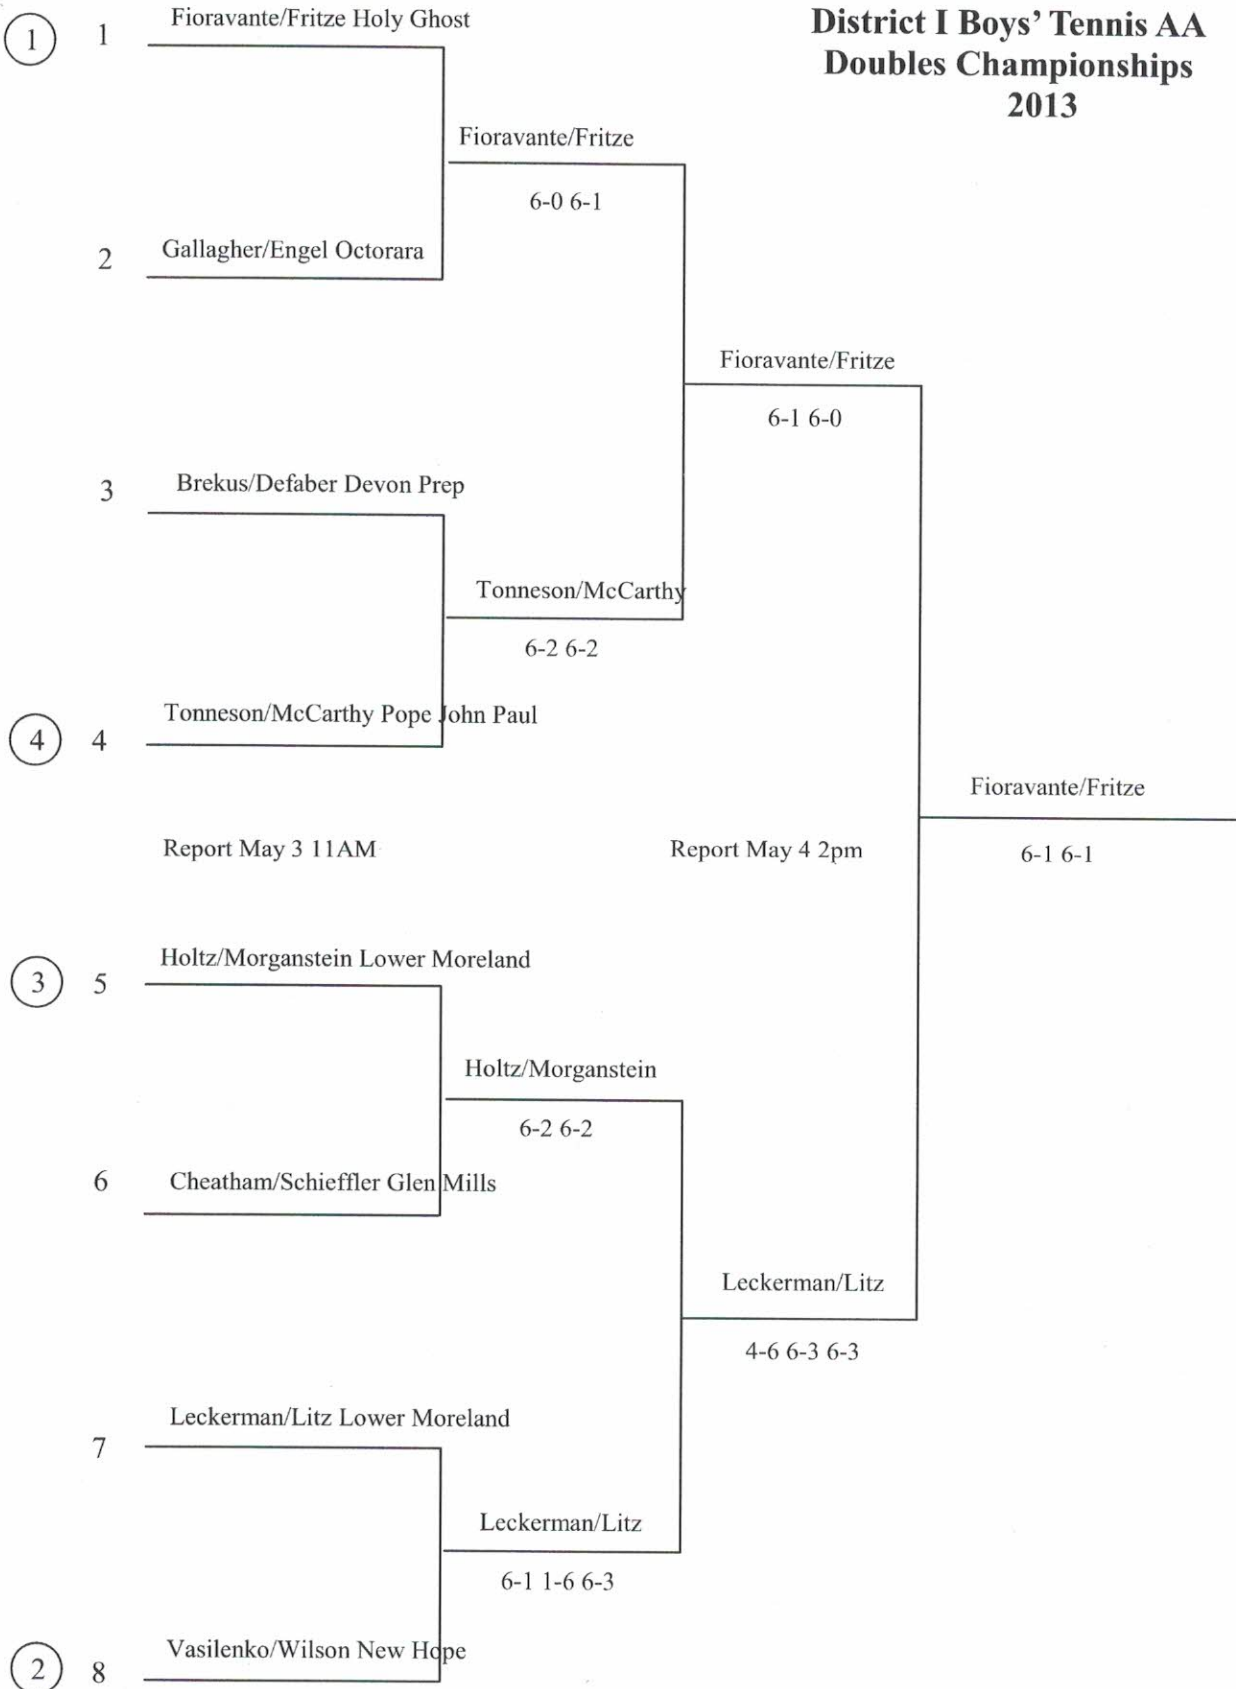 District I Boys' Tennis AA
Doubles Championships
2013
1 1 Fioravante/Fritze Holy Ghost
Fioravante/Fritze
6-0 6-1
2 Gallagher/Engel Octorara
Fioravante/Fritze
6-1 6-0
3 Brekus/Defaber Devon Prep
Tonneson/McCarthy
6-2 6-2
4 4 Tonneson/McCarthy Pope John Paul
Fioravante/Fritze
6-1 6-1
Report May 3 11AM
Report May 4 2pm
3 5 Holtz/Morganstein Lower Moreland
Holtz/Morganstein
6-2 6-2
6 Cheatham/Schieffler Glen Mills
Leckerman/Litz
4-6 6-3 6-3
7 Leckerman/Litz Lower Moreland
Leckerman/Litz
6-1 1-6 6-3
2 8 Vasilenko/Wilson New Hope